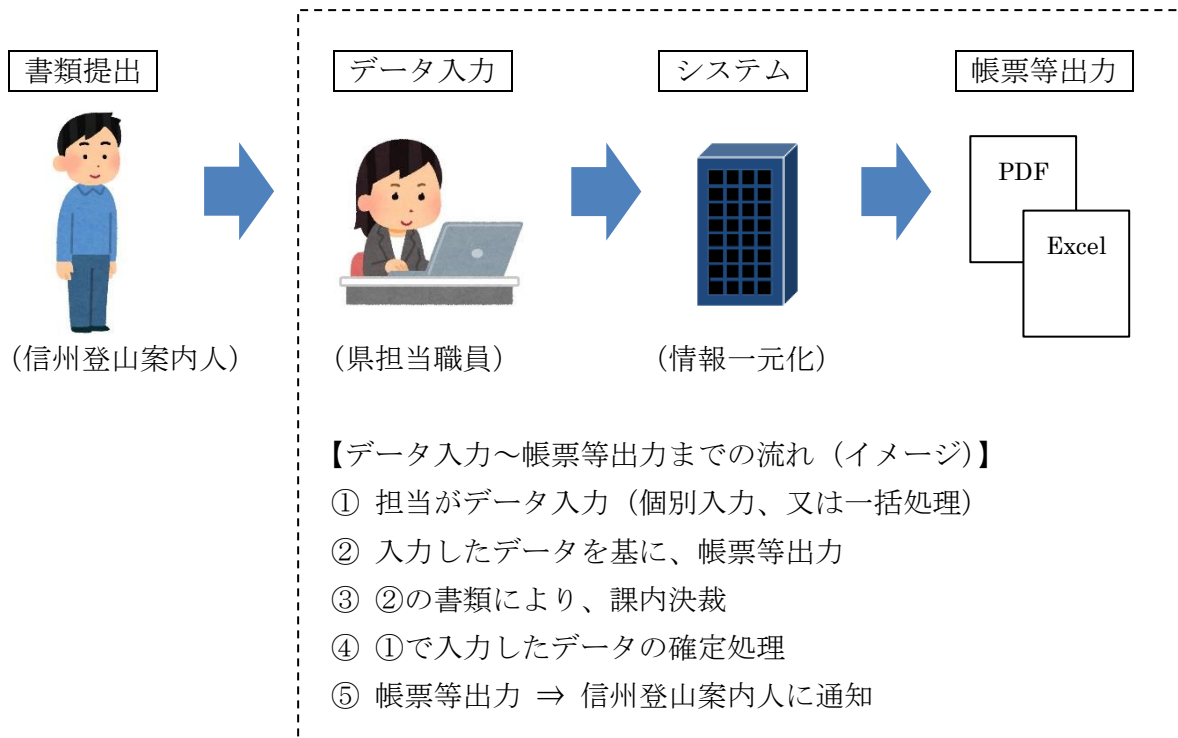 書類提出
データ入力
システム
帳票等出力
PDF
Excel
(信州登山案内人)
(県担当職員)
(情報一元化)
【データ入力～帳票等出力までの流れ（イメージ）】
① 担当がデータ入力（個別入力、又は一括処理）
② 入力したデータを基に、帳票等出力
③ ②の書類により、課内決裁
④ ①で入力したデータの確定処理
⑤ 帳票等出力 ⇒ 信州登山案内人に通知